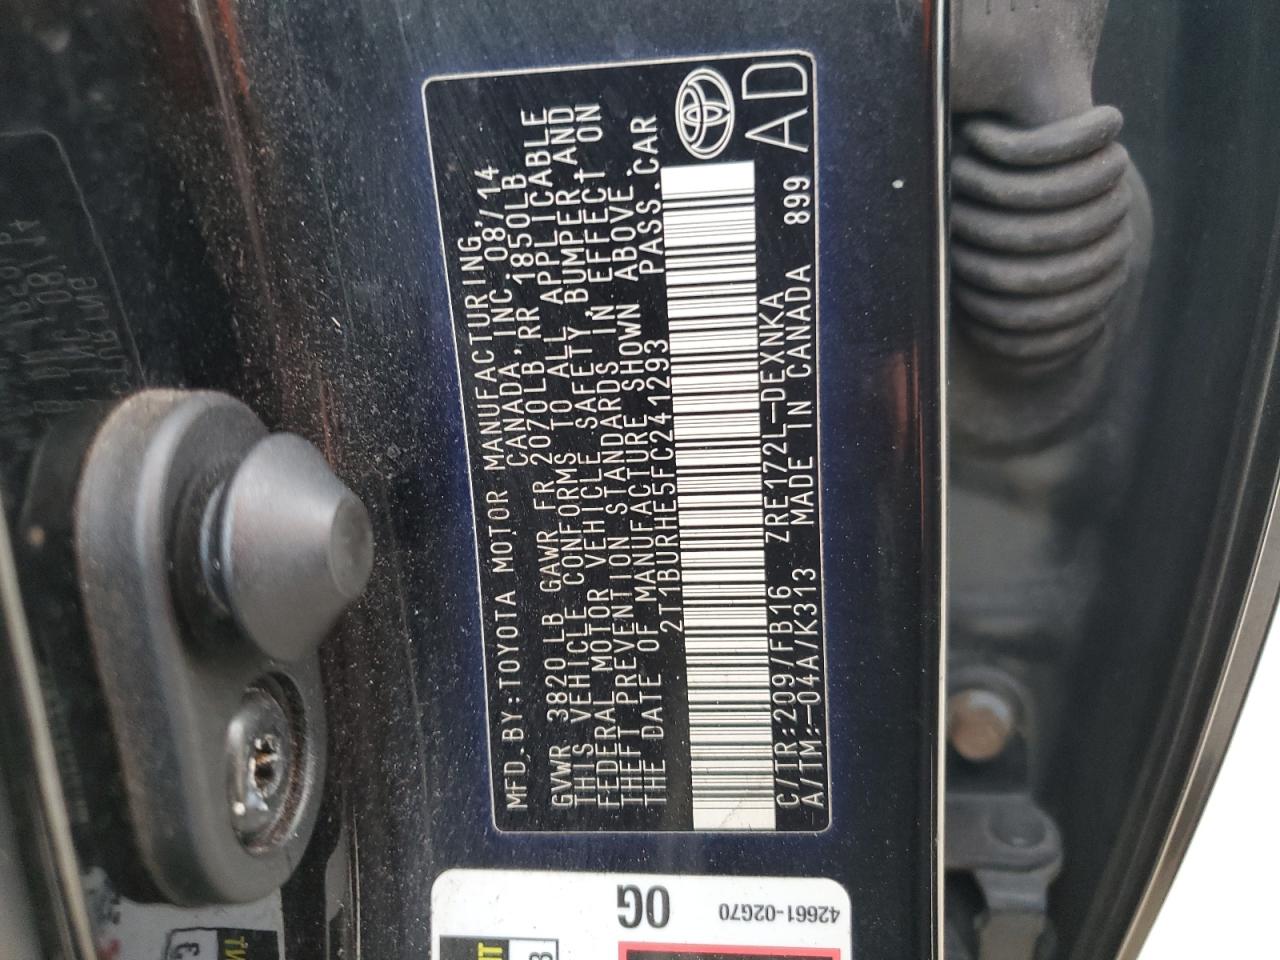 MFD. BY: TOYOTA MOTOR MANUFACTURING,
CANADA, INC. 08/14
GVWR 3820LB GAWR FR 2070LB, RR 1850LB
THIS VEHICLE CONFORMS TO ALL APPLICABLE
FEDERAL MOTOR VEHICLE SAFETY, BUMPER, AND
THEFT PREVENTION STANDARDS IN EFFECT ON
THE DATE OF MANUFACTURE SHOWN ABOVE.
2T1BURHE5FC241293 PASS. CAR
C/TR: 209/FB16 ZRE172L-DEXNKA
A/TM: -04A/K313 MADE IN CANADA 899
AD
0G
42661-02G70